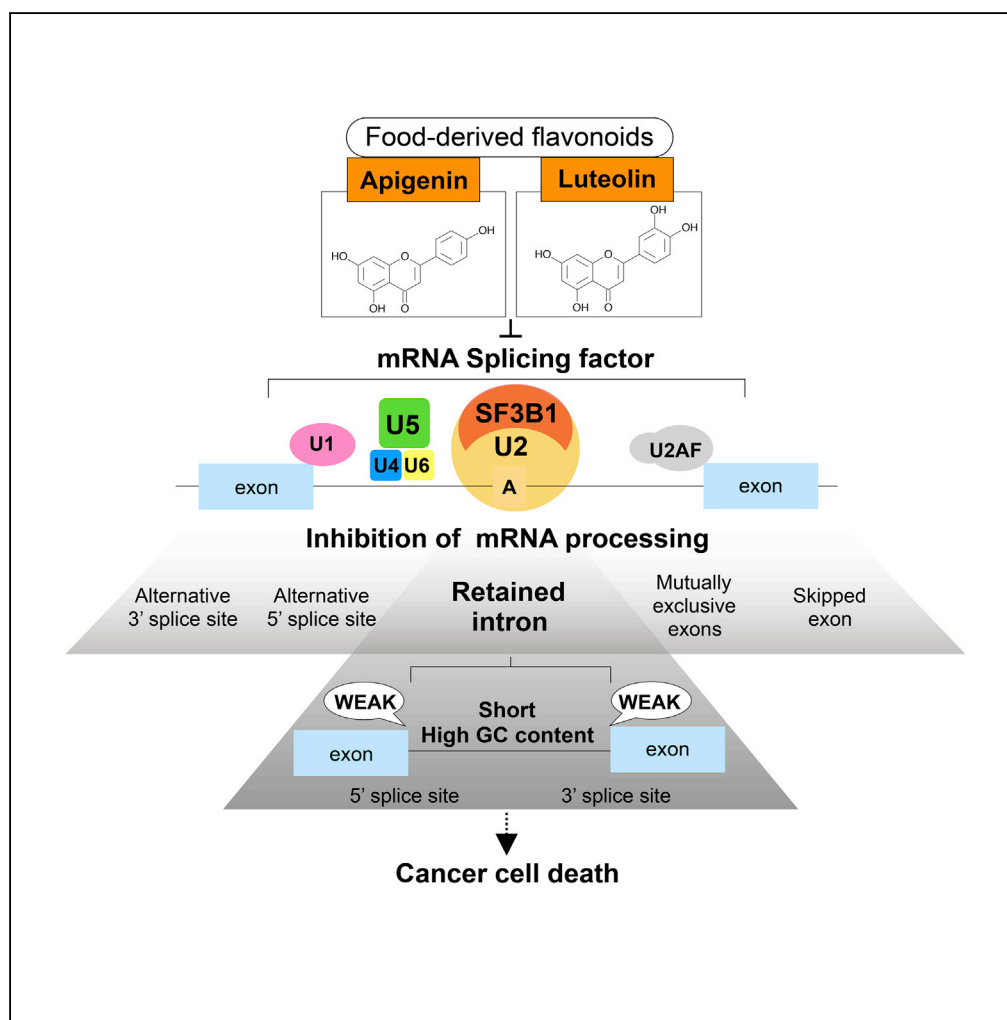 Food-derived flavonoids
Apigenin
Luteolin
OH
HO
O
OH
O
OH
OH
HO
O
OH
O
mRNA Splicing factor
SF3B1
U5
U1
U2
U2AF
U4
U6
exon
A
exon
Inhibition of mRNA processing
Alternative
3’ splice site
Alternative
5’ splice site
Retained
intron
Mutually
exclusive
exons
Skipped
exon
WEAK
WEAK
Short
High GC content
exon
exon
5’ splice site
3’ splice site
Cancer cell death